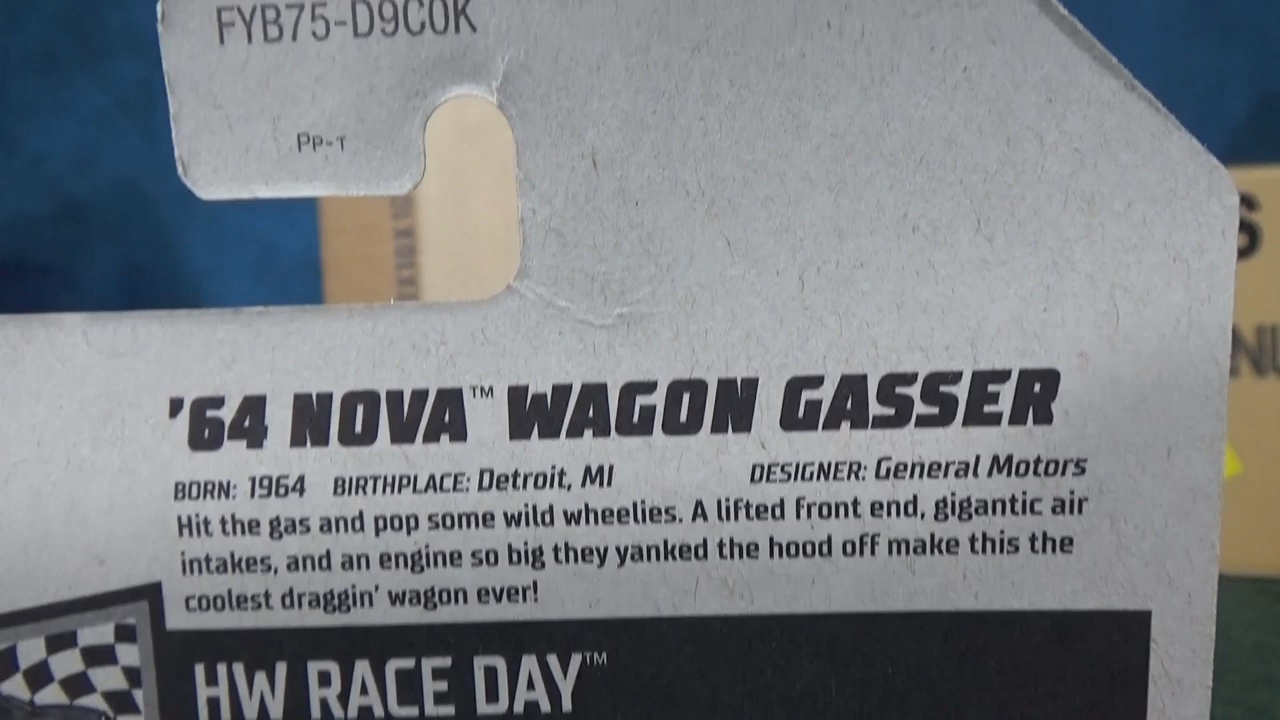 FYB75-D9C0K
Pp-T
'64 NOVA™ WAGON GASSER
BORN: 1964 BIRTHPLACE: Detroit, MI DESIGNER: General Motors
Hit the gas and pop some wild wheelies. A lifted front end, gigantic air
intakes, and an engine so big they yanked the hood off make this the
coolest draggin' wagon ever!
HW RACE DAY™